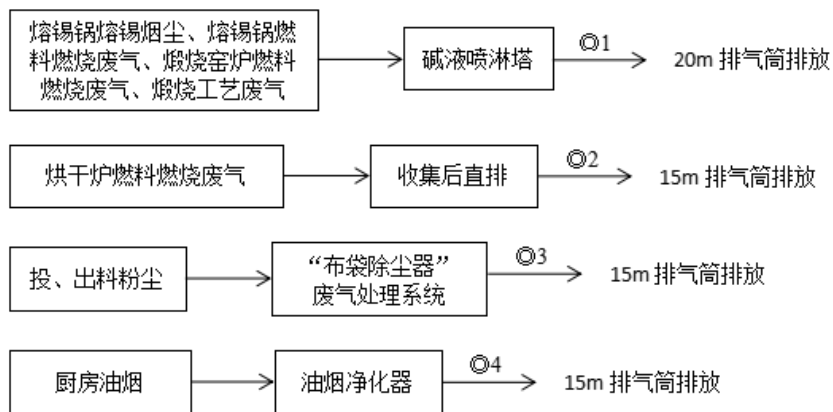 熔锡锅熔锡烟尘、熔锡锅燃
料燃烧废气、煅烧窑炉燃料
燃烧废气、煅烧工艺废气
碱液喷淋塔
◎1
20m 排气筒排放
烘干炉燃料燃烧废气
收集后直排
◎2
15m 排气筒排放
投、出料粉尘
“布袋除尘器”
废气处理系统
◎3
15m 排气筒排放
厨房油烟
油烟净化器
◎4
15m 排气筒排放